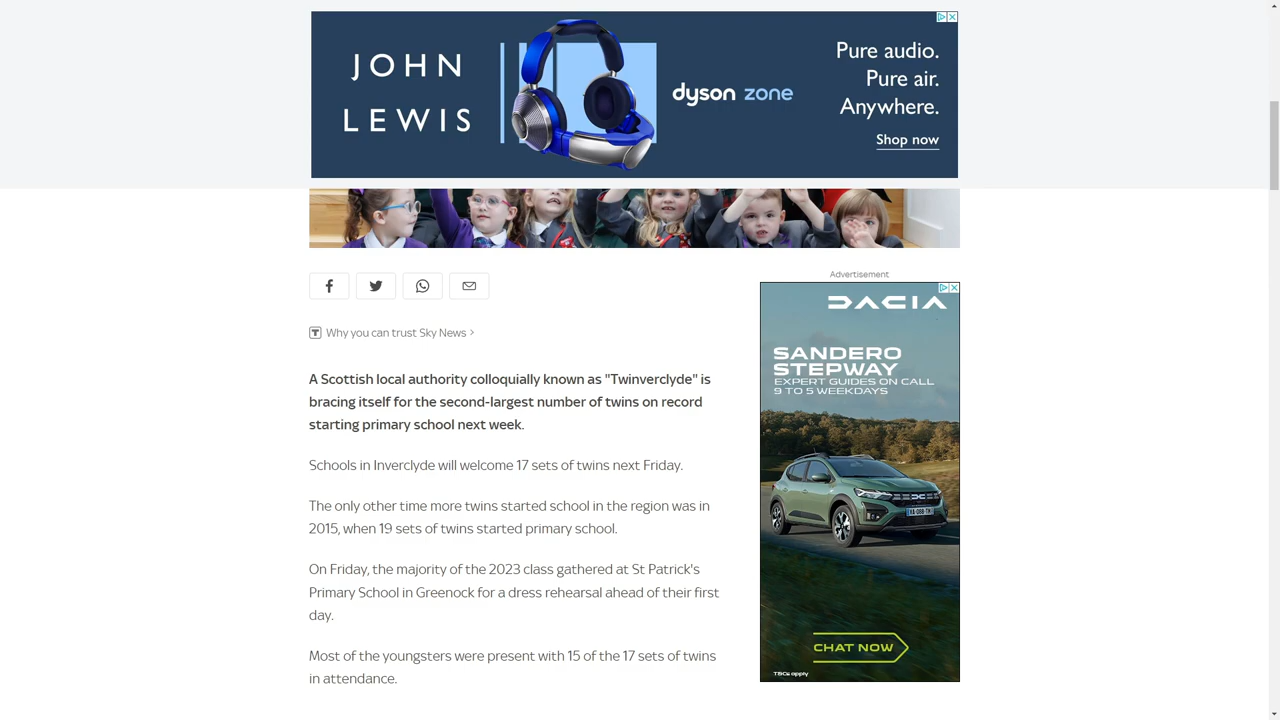 JOHN
LEWIS
dyson zone
Pure audio.
Pure air.
Anywhere.
Shop now
Advertisement
Why you can trust Sky News >
A Scottish local authority colloquially known as "Twinverclyde" is
bracing itself for the second-largest number of twins on record
starting primary school next week.
Schools in Inverclyde will welcome 17 sets of twins next Friday.
The only other time more twins started school in the region was in
2015, when 19 sets of twins started primary school.
On Friday, the majority of the 2023 class gathered at St Patrick's
Primary School in Greenock for a dress rehearsal ahead of their first
day.
Most of the youngsters were present with 15 of the 17 sets of twins
in attendance.
DACIA
SANDERO
STEPWAY
EXPERT GUIDES ON CALL
9 TO 5 WEEKDAYS
CHAT NOW
T&Cs apply